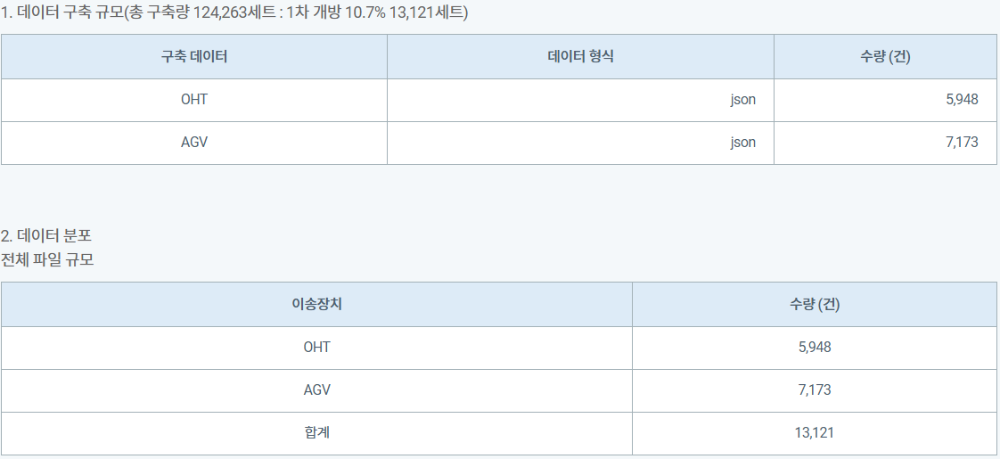 1. 데이터 구축 규모(총 구축량 124,263세트 : 1차 개방 10.7% 13,121세트)
구축 데이터 데이터 형식 수량 (건)
OHT json 5,948
AGV json 7,173
2. 데이터 분포
전체 파일 규모
이송장치 수량 (건)
OHT 5,948
AGV 7,173
합계 13,121